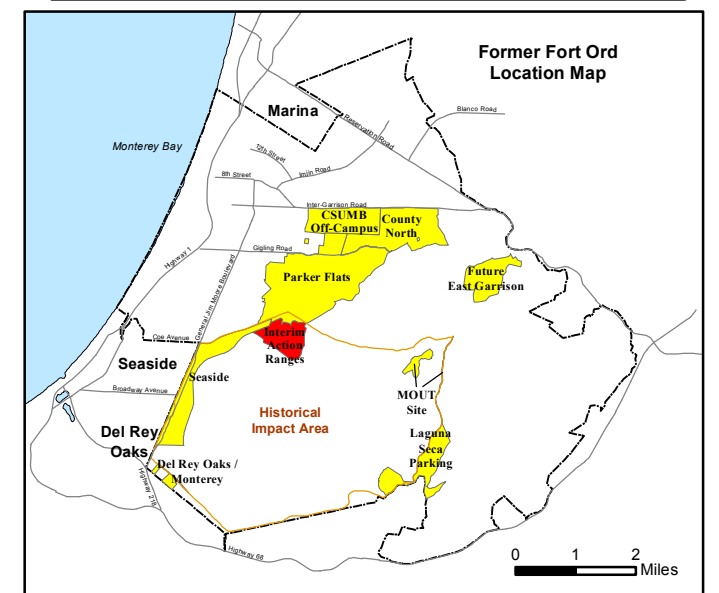 Former Fort Ord
Location Map
Marina
Blanco Road
Reservation Road
Monterey Bay
12th Street
Imjin Road
8th Street
Inter-Garrison Road
CSUMB
Off-Campus
County
North
Gigling Road
Highway 1
General Jim Moore Boulevard
Parker Flats
Future
East Garrison
Interim
Action
Ranges
Coe Avenue
Seaside
Seaside
Broadway Avenue
MOUT
Site
Historical
Impact Area
Del Rey
Oaks
Laguna
Seca
Parking
Del Rey Oaks /
Monterey
Highway 218
Highway 68
0 1 2
Miles